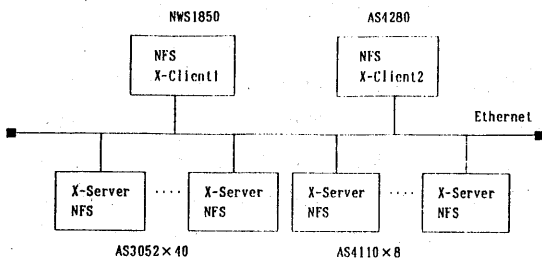 NWS1850
AS4280
NFS
X-Client1
NFS
X-Client2
Ethernet
X-Server
NFS
‥‥
X-Server
NFS
X-Server
NFS
‥‥
X-Server
NFS
AS3052×40
AS4110×8